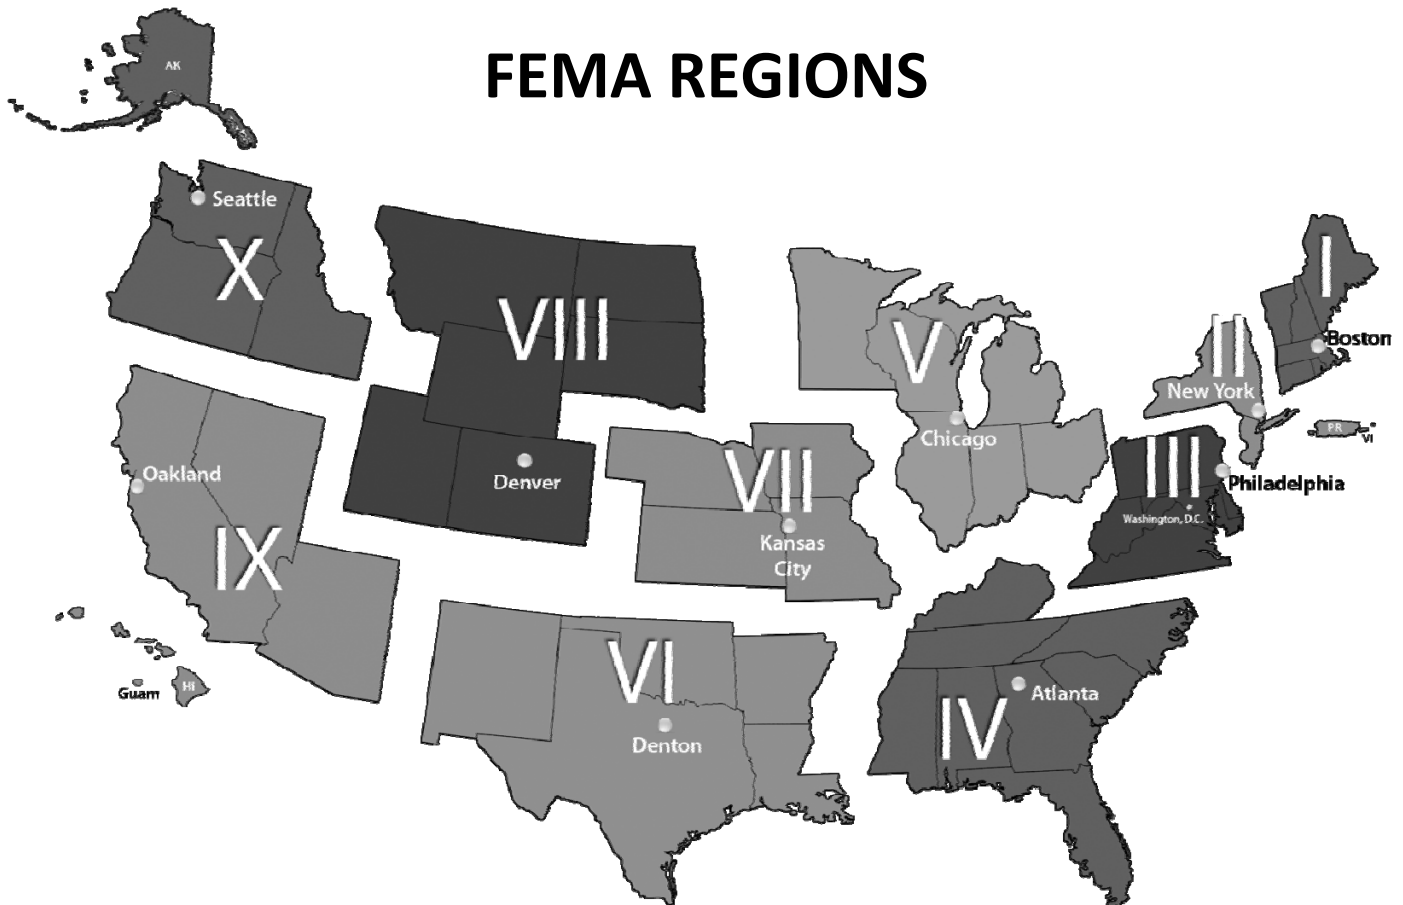 FEMA REGIONS
AK
Seattle
X
VIII
V
I
II
Boston
New York
PR
VI
Chicago
Oakland
Denver
VII
III
Philadelphia
Washington, D.C.
Kansas
City
IX
Guam
HI
VI
Denton
IV
Atlanta